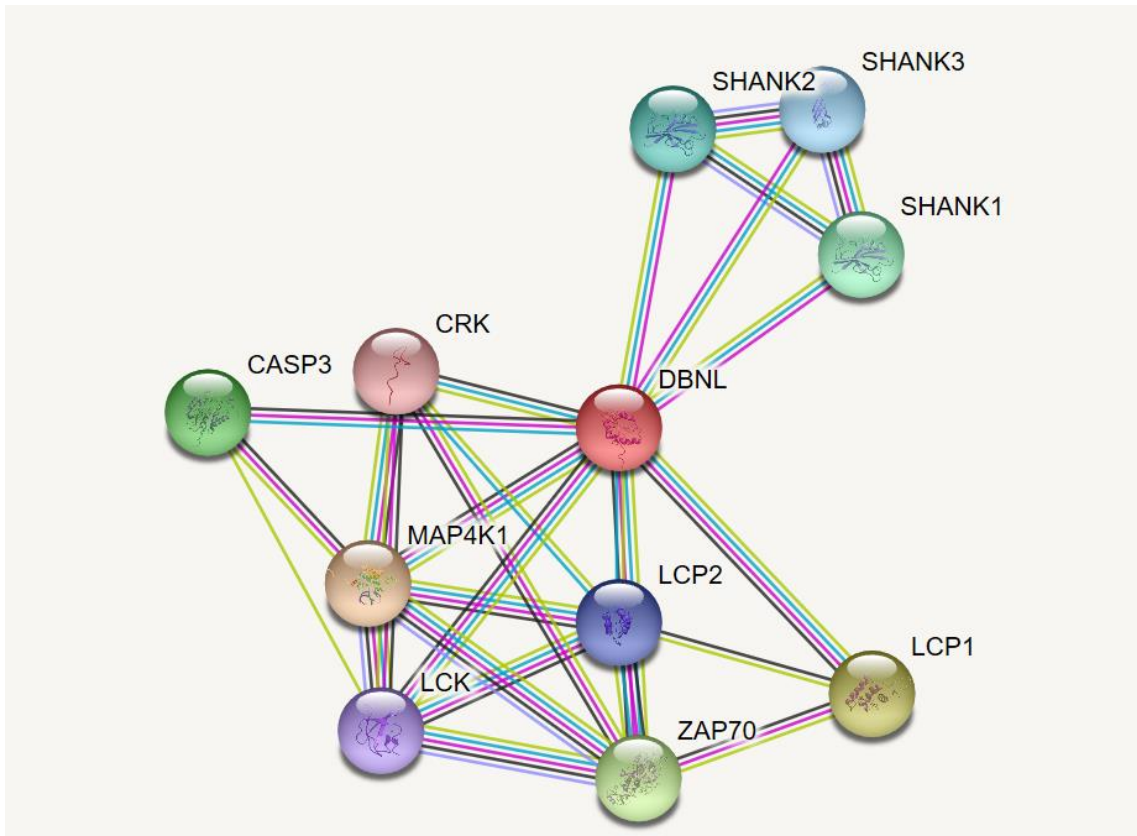 SHANK3
SHANK2
SHANK1
CRK
CASP3
DBNL
MAP4K1
LCP2
LCP1
LCK
ZAP70